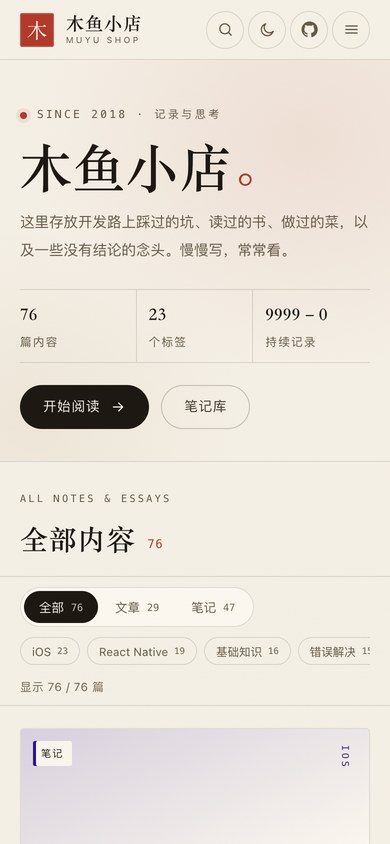 木
木鱼小店
MUYU SHOP
SINCE 2018 · 记录与思考
木鱼小店。
这里存放开发路上踩过的坑、读过的书、做过的菜，以
及一些没有结论的念头。慢慢写，常常看。
76
篇内容
23
个标签
9999 – 0
持续记录
开始阅读 →
笔记库
ALL NOTES & ESSAYS
全部内容 76
全部 76 文章 29 笔记 47
iOS 23 React Native 19 基础知识 16 错误解决 15
显示 76 / 76 篇
笔记
IOS